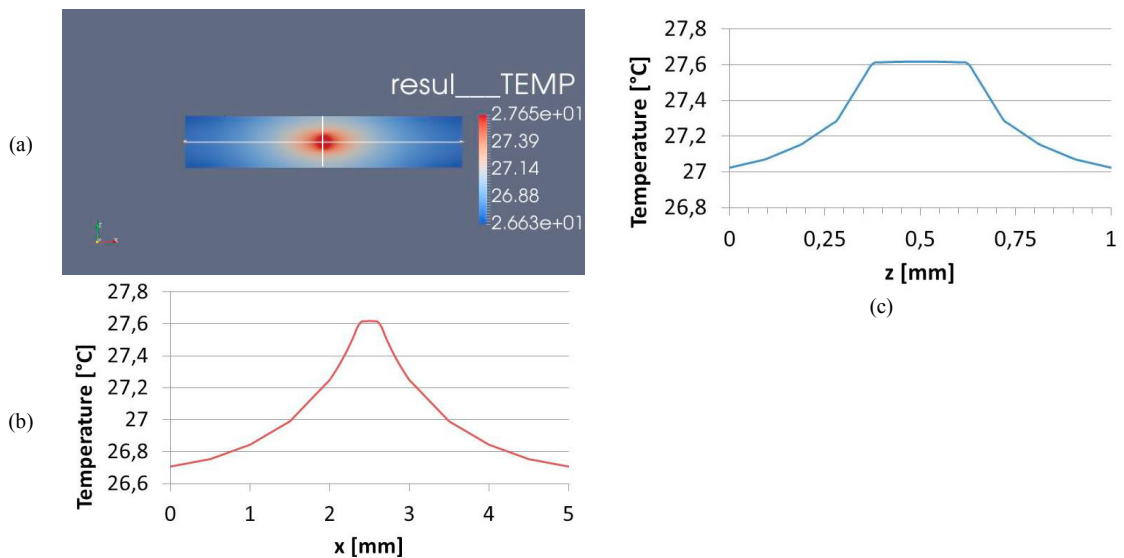 (a)
resul___TEMP
2.765e+01
27.39
27.14
26.88
2.663e+01
Temperature [°C]
27,8
27,6
27,4
27,2
27
26,8
0
0,25
0,5
0,75
1
z [mm]
(c)
(b)
Temperature [°C]
27,8
27,6
27,4
27,2
27
26,8
26,6
0
1
2
3
4
5
x [mm]